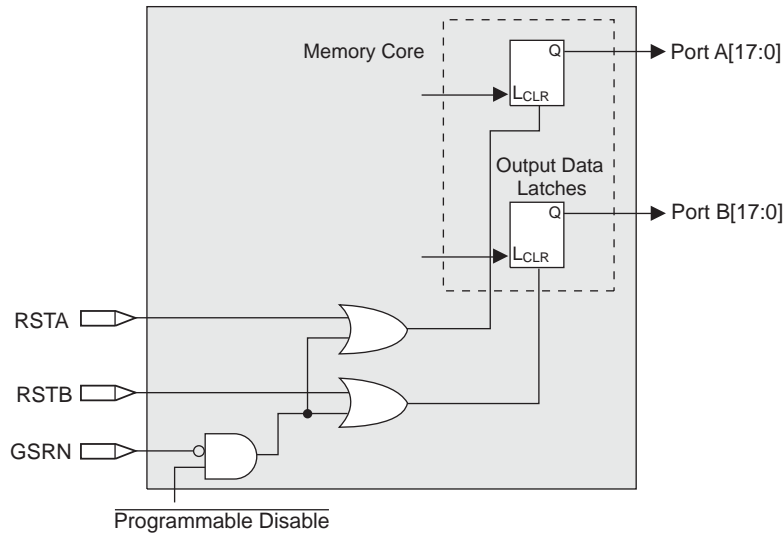 Memory Core
Q
Port A[17:0]
LCLR
Output Data
Latches
Q
Port B[17:0]
LCLR
RSTA
RSTB
GSRN
Programmable Disable